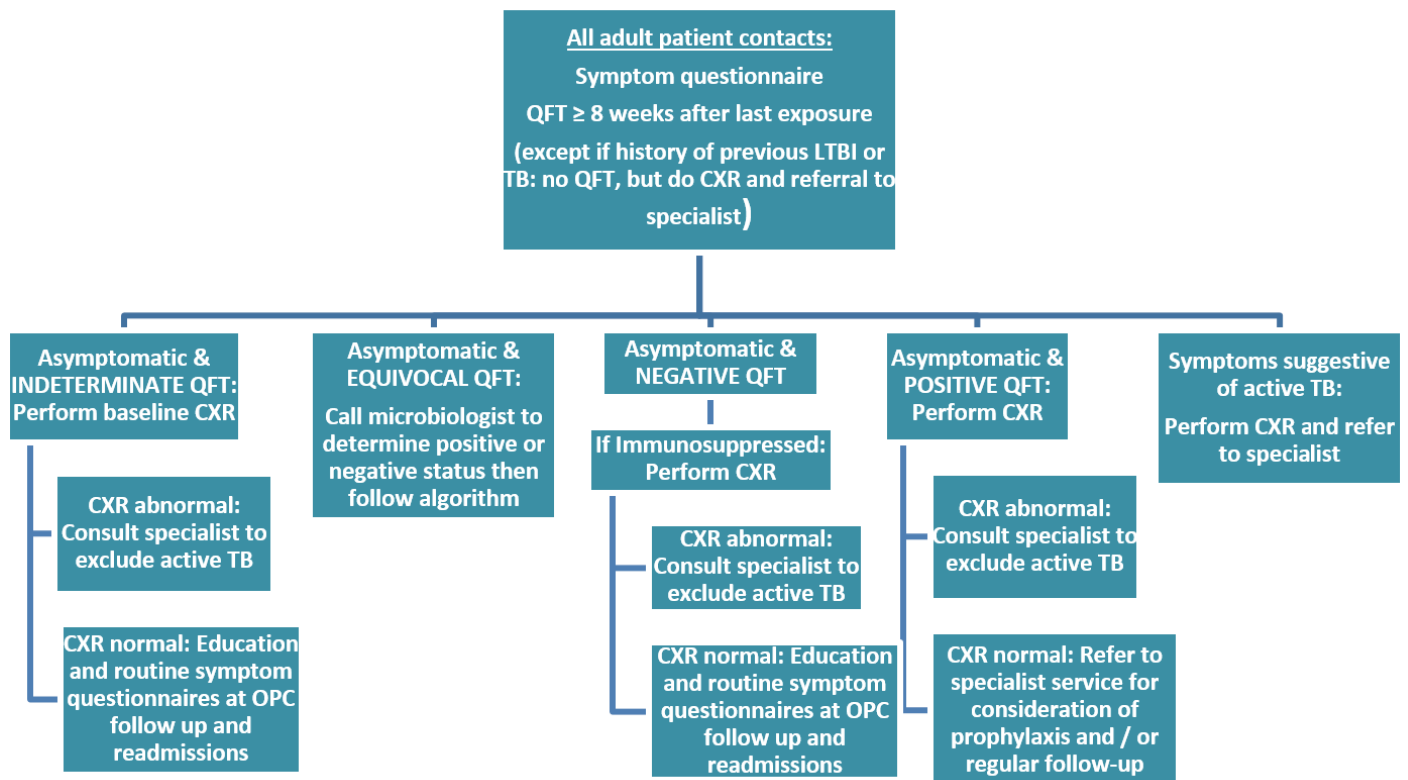 All adult patient contacts:
Symptom questionnaire
QFT ≥ 8 weeks after last exposure
(except if history of previous LTBI or
TB: no QFT, but do CXR and referral to
specialist)
Asymptomatic &
INDETERMINATE QFT:
Perform baseline CXR
CXR abnormal:
Consult specialist to
exclude active TB
CXR normal: Education
and routine symptom
questionnaires at OPC
follow up and
readmissions
Asymptomatic &
EQUIVOCAL QFT:
Call microbiologist to
determine positive or
negative status then
follow algorithm
Asymptomatic &
NEGATIVE QFT
If Immunosuppressed:
Perform CXR
CXR abnormal:
Consult specialist to
exclude active TB
CXR normal: Education
and routine symptom
questionnaires at OPC
follow up and
readmissions
Asymptomatic &
POSITIVE QFT:
Perform CXR
CXR abnormal:
Consult specialist to
exclude active TB
CXR normal: Refer to
specialist service for
consideration of
prophylaxis and / or
regular follow-up
Symptoms suggestive
of active TB:
Perform CXR and refer
to specialist